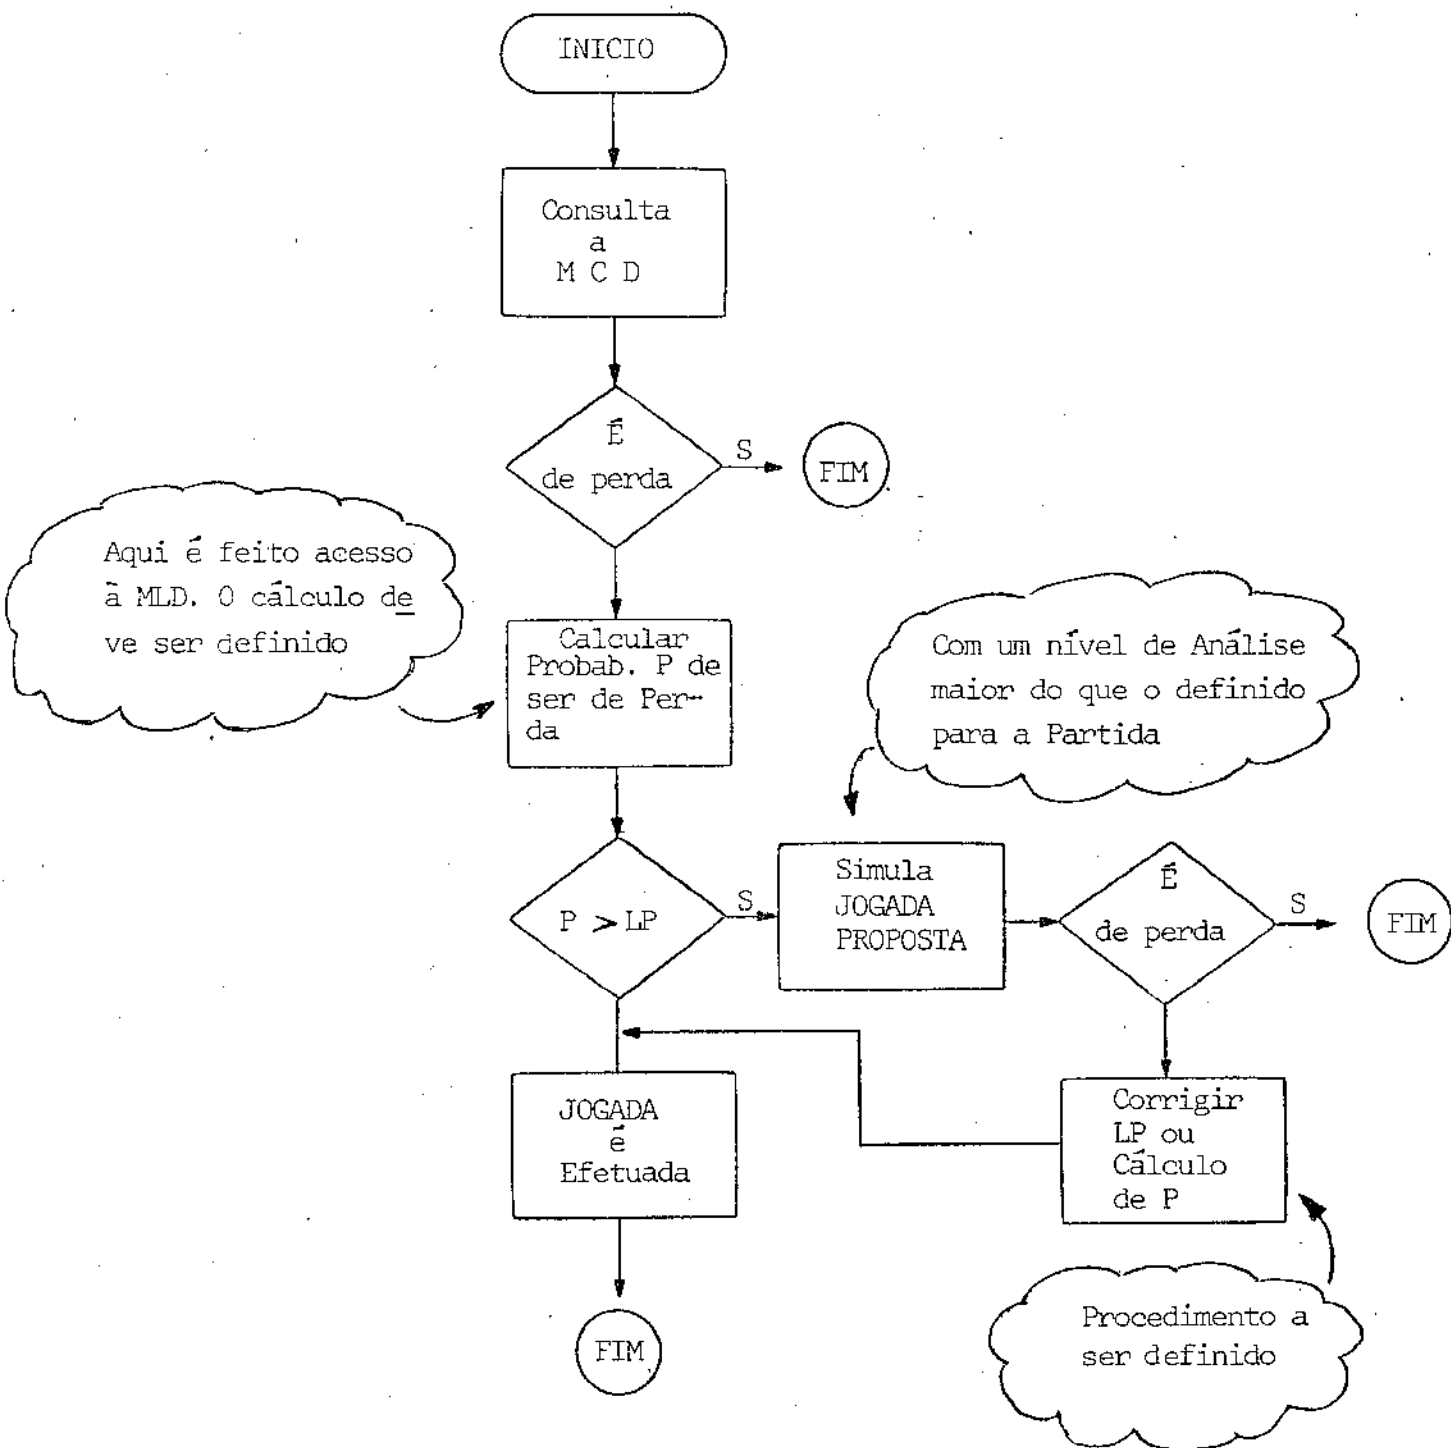 INICIO
Consulta
a
M C D
É
de perda
S
FIM
Aqui é feito acesso
à MLD. O cálculo de
ve ser definido
Calcular
Probab. P de
ser de Per-
da
Com um nível de Análise
maior do que o definido
para a Partida
P > LP
S
Simula
JOGADA
PROPOSTA
É
de perda
S
FIM
JOGADA
é
Efetuada
Corrigir
LP ou
Cálculo
de P
FIM
Procedimento a
ser definido